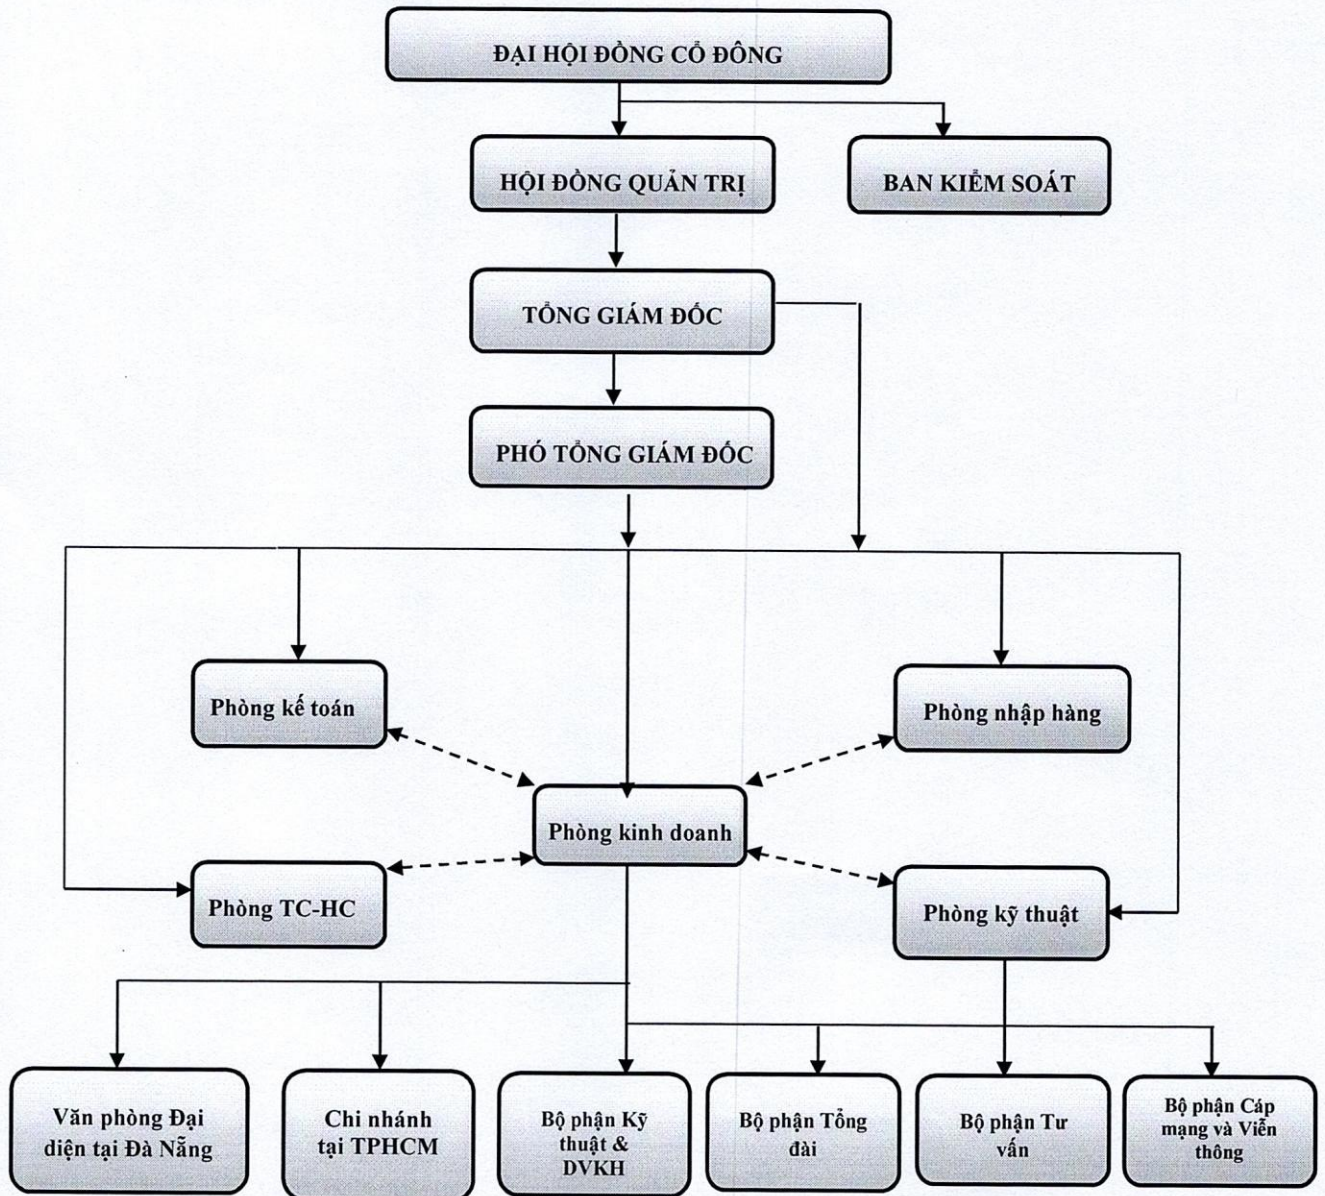 ĐẠI HỘI ĐỒNG CỔ ĐÔNG
HỘI ĐỒNG QUẢN TRỊ
BAN KIỂM SOÁT
TỔNG GIÁM ĐỐC
PHÓ TỔNG GIÁM ĐỐC
Phòng kế toán
Phòng nhập hàng
Phòng kinh doanh
Phòng TC-HC
Phòng kỹ thuật
Văn phòng Đại
diện tại Đà Nẵng
Chi nhánh
tại TPHCM
Bộ phận Kỹ
thuật &
DVKH
Bộ phận Tổng
đài
Bộ phận Tư
vấn
Bộ phận Cáp
mạng và Viễn
thông